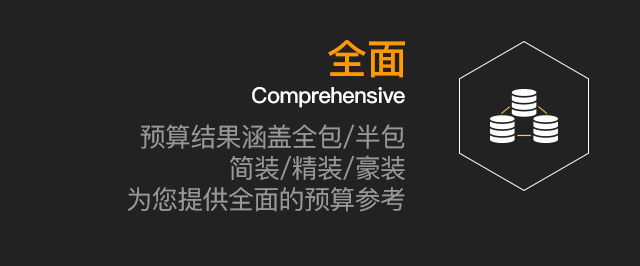 全面
Comprehensive
预算结果涵盖全包/半包
简装/精装/豪装
为您提供全面的预算参考